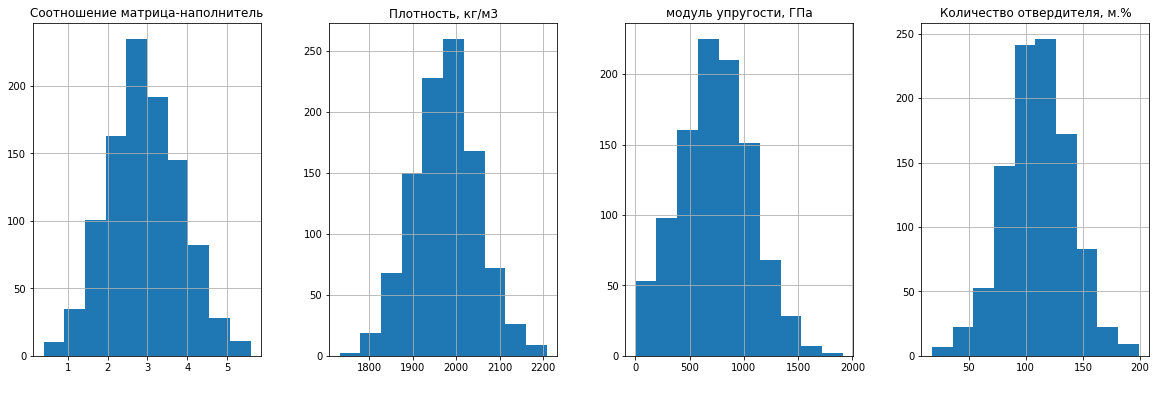 Соотношение матрица-наполнитель
200
150
100
50
0
1 2 3 4 5
Плотность, кг/м3
250
200
150
100
50
0
1800 1900 2000 2100 2200
модуль упругости, ГПа
200
150
100
50
0
0 500 1000 1500 2000
Количество отвердителя, м.%
250
200
150
100
50
0
50 100 150 200